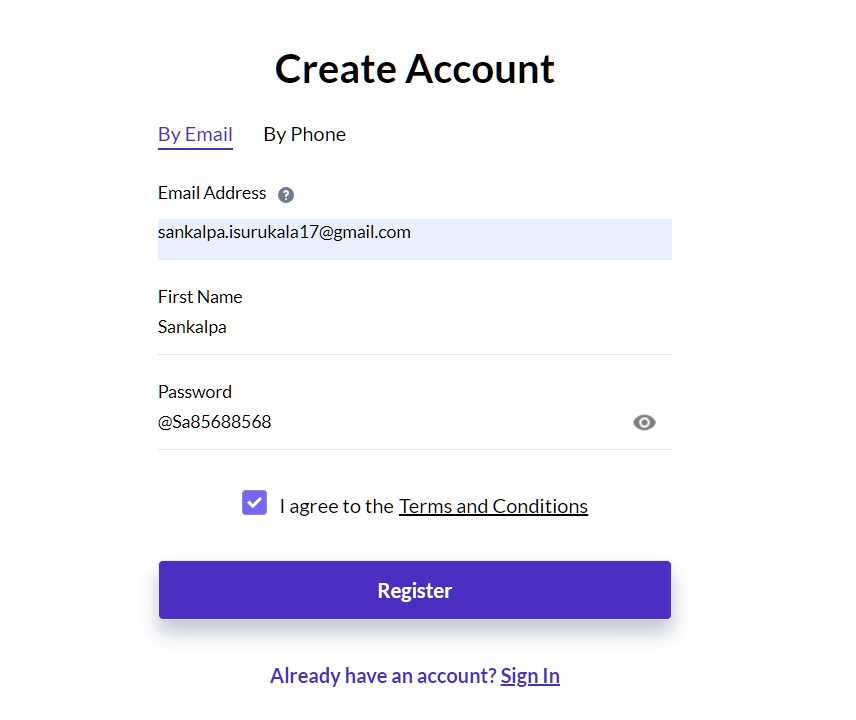 Create Account
By Email By Phone
Email Address ?
sankalpa.isurukala17@gmail.com
First Name
Sankalpa
Password
@Sa85688568
I agree to the Terms and Conditions
Register
Already have an account? Sign In